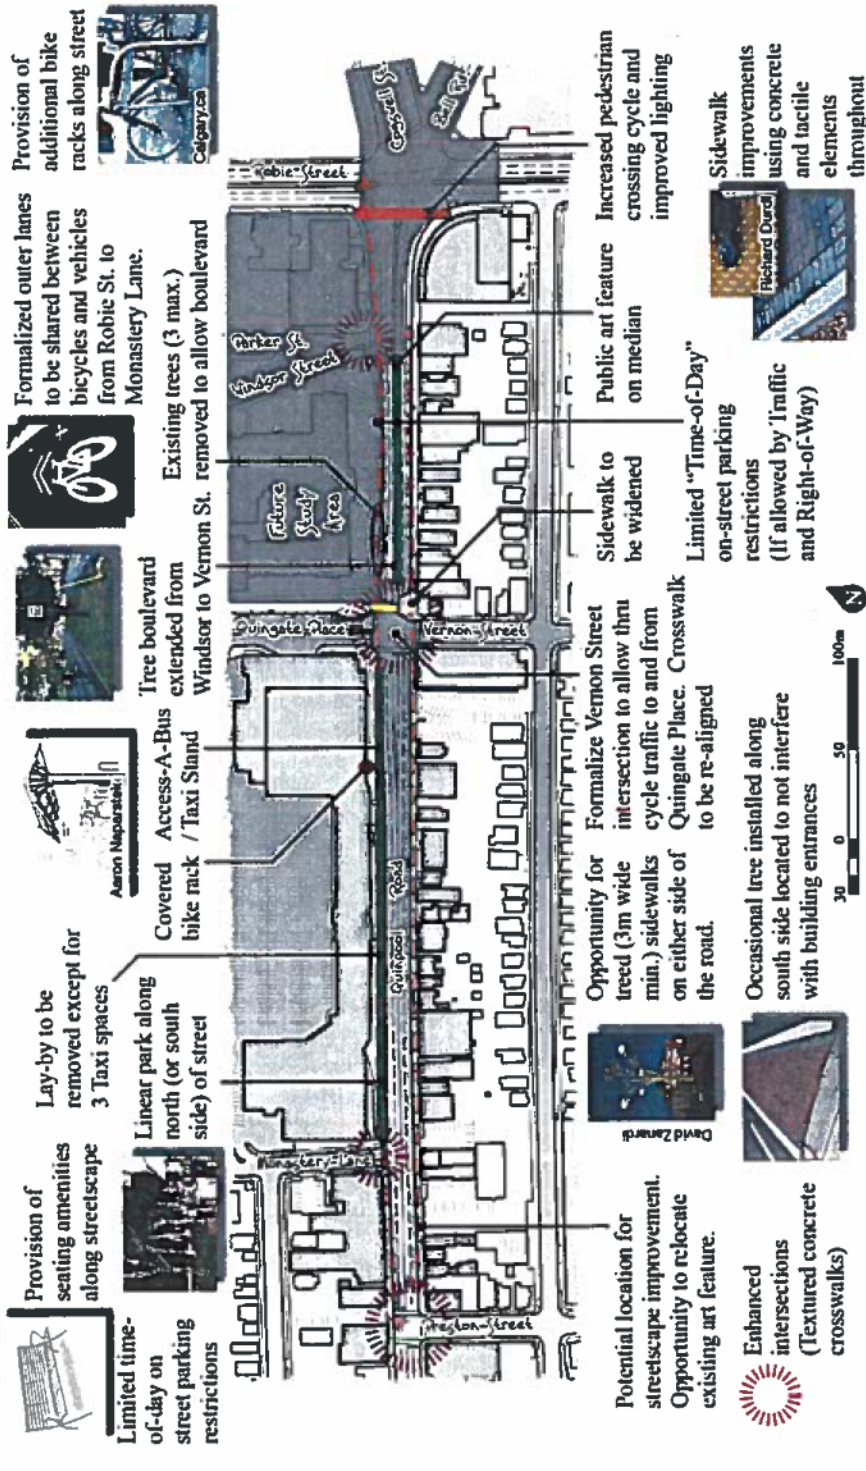 Provision of
seating amenities
along streetscape
Limited time-
of-day on
street parking
restrictions
Lay-by to be
removed except for
3 Taxi spaces
Linear park along
north (or south
side) of street
Aaron Naparstek
Covered
bike rack
Access-A-Bus
/ Taxi Stand
Tree boulevard
extended from
Windsor to Vernon St.
Formalized outer lanes
to be shared between
bicycles and vehicles
from Robie St. to
Monastery Lane.
Existing trees (3 max.)
removed to allow boulevard
Provision of
additional bike
racks along street
Calgary.ca
Monastery-Lane
Preston-Street
Quinpool
Road
Quingate Place
Vernon-Street
Future
Study
Area
Windsor Street
Parker St.
Robie-Street
Cogswell St.
Bell Rd.
Potential location for
streetscape improvement.
Opportunity to relocate
existing art feature.
David Zanardi
Opportunity for
treed (3m wide
min.) sidewalks
on either side of
the road.
Formalize Vernon Street
intersection to allow thru
cycle traffic to and from
Quingate Place. Crosswalk
to be re-aligned
Sidewalk to
be widened
Public art feature
on median
Increased pedestrian
crossing cycle and
improved lighting
Limited "Time-of-Day"
on-street parking
restrictions
(If allowed by Traffic
and Right-of-Way)
Richard Durdl
Sidewalk
improvements
using concrete
and tactile
elements
throughout
Enhanced
intersections
(Textured concrete
crosswalks)
Occasional tree installed along
south side located to not interfere
with building entrances
30 0 50 100m
N